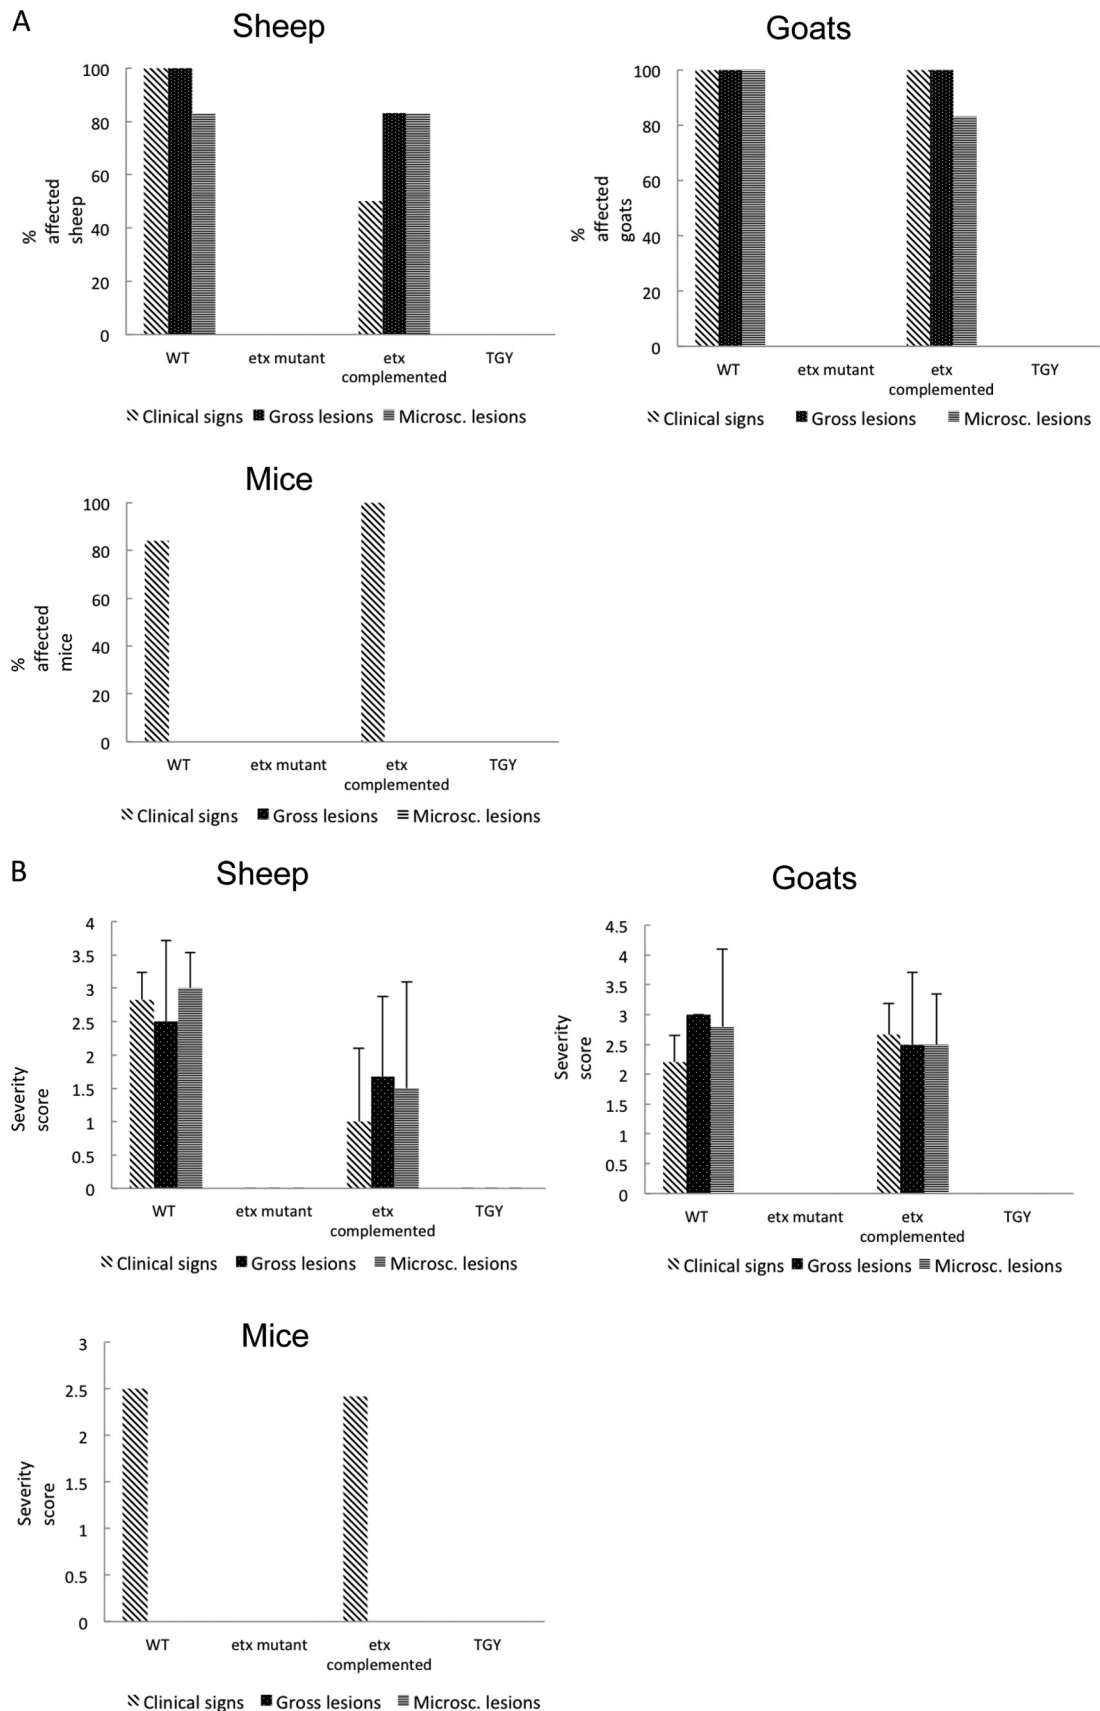 A
Sheep
Goats
100
80
60
40
20
0
%
affected
sheep
WT
etx mutant
etx
complemented
TGY
Clinical signs Gross lesions Microsc. lesions
100
80
60
40
20
0
%
affected
goats
WT
etx mutant
etx
complemented
TGY
Clinical signs Gross lesions Microsc. lesions
Mice
100
80
60
40
20
0
%
affected
mice
WT
etx mutant
etx
complemented
TGY
Clinical signs Gross lesions Microsc. lesions
B
Sheep
Goats
4
3.5
3
2.5
2
1.5
1
0.5
0
Severity
score
WT
etx mutant
etx
complemented
TGY
Clinical signs Gross lesions Microsc. lesions
4.5
4
3.5
3
2.5
2
1.5
1
0.5
0
Severity
score
WT
etx mutant
etx
complemented
TGY
Clinical signs Gross lesions Microsc. lesions
Mice
3
2.5
2
1.5
1
0.5
0
Severity
score
WT
etx mutant
etx
complemented
TGY
Clinical signs Gross lesions Microsc. lesions